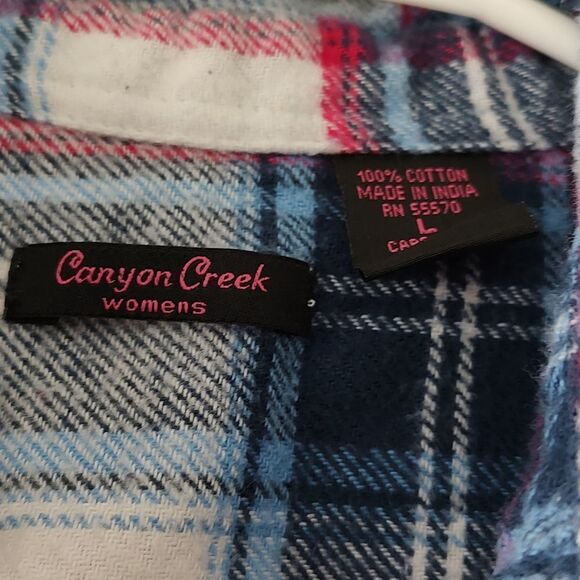 Canyon Creek
womens
100% COTTON
MADE IN INDIA
RN 55570
L